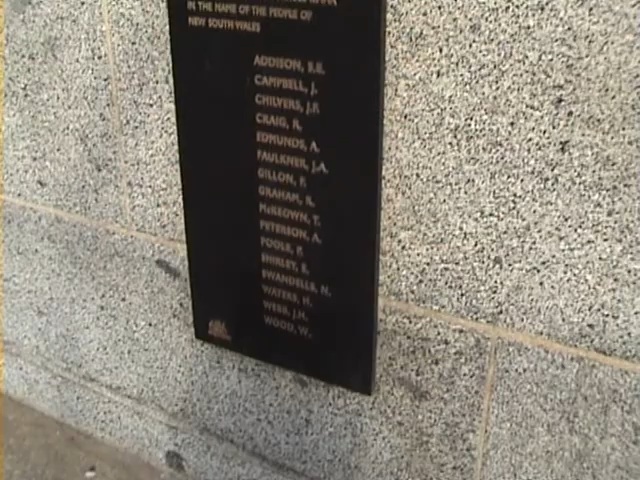 IN THE NAME OF THE PEOPLE OF
NEW SOUTH WALES
ADDISON, B.E.
CAMPBELL, J.
CHILVERS, J.F.
CRAIG, R.
EDMUNDS, A.
FAULKNER, J.A.
GILLON, F.
GRAHAM, R.
McKEOWN, T.
PETERSON, A.
POOLE, P.
SHIRLEY, E.
SWANDELLS, N.
WATERS, H.
WEBB, J.H.
WOOD, W.